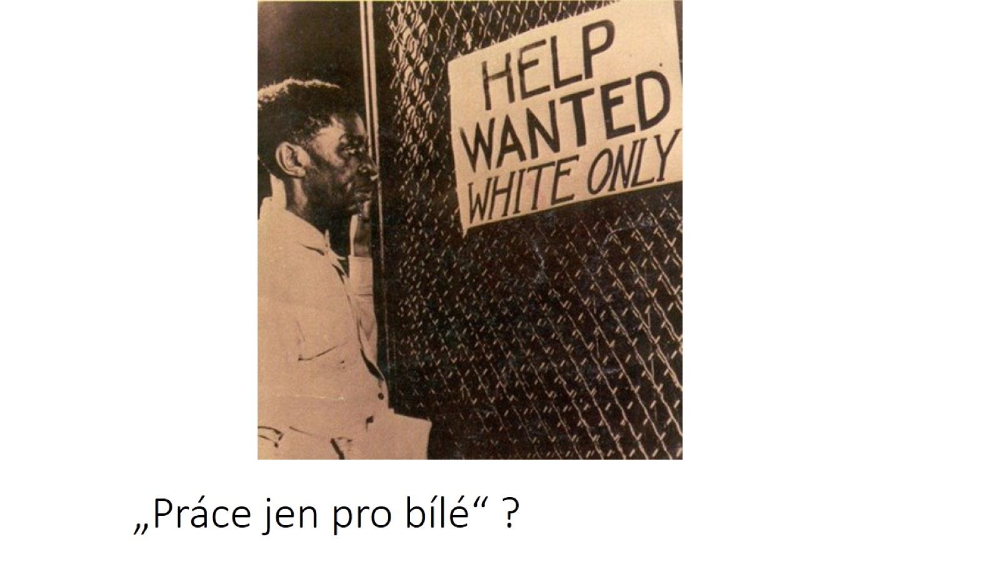 HELP
WANTED
WHITE ONLY
„Práce jen pro bílé“ ?